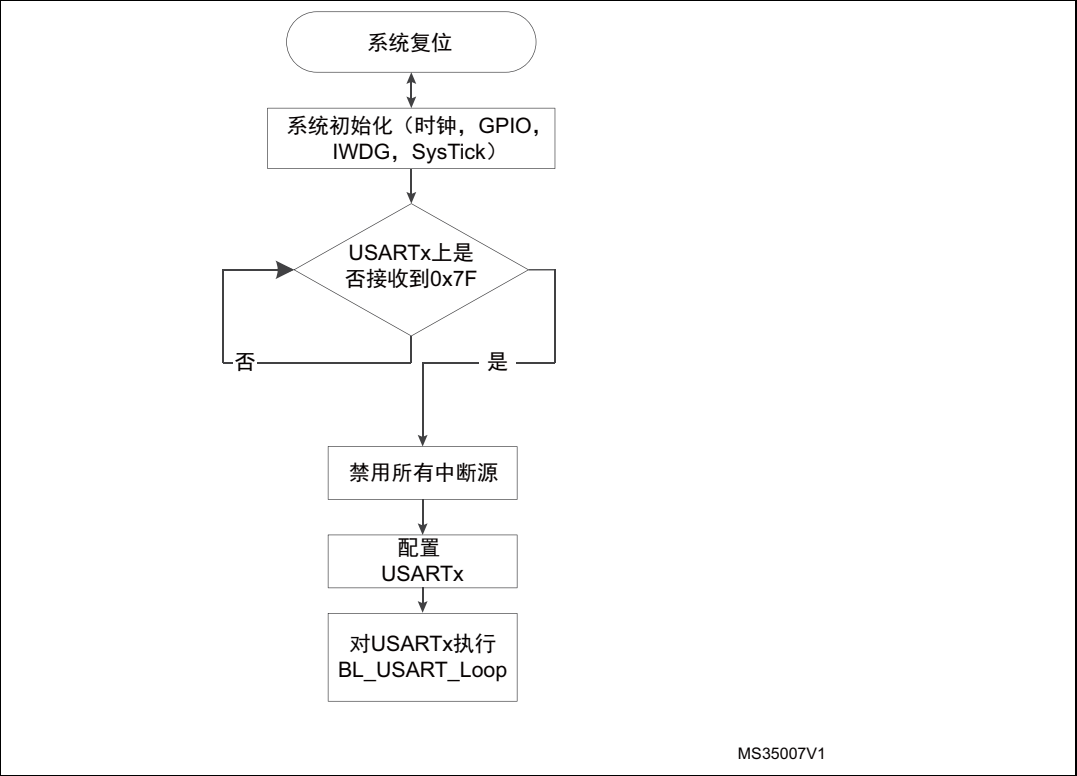 系统复位
系统初始化（时钟，GPIO，
IWDG，SysTick）
USARTx上是
否接收到0x7F
否
是
禁用所有中断源
配置
USARTx
对USARTx执行
BL_USART_Loop
MS35007V1